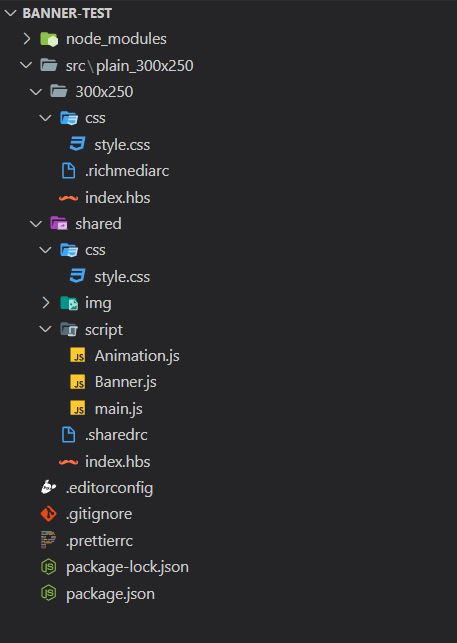 BANNER-TEST
node_modules
src\plain_300x250
300x250
css
style.css
.richmediarc
index.hbs
shared
css
style.css
img
script
JS Animation.js
JS Banner.js
JS main.js
.sharedrc
index.hbs
.editorconfig
.gitignore
.prettierrc
package-lock.json
package.json